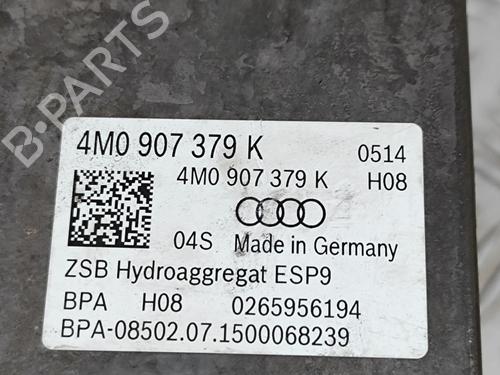 B-PARTS
4M0 907 379 K 0514
4M0 907 379 K H08
04S Made in Germany
ZSB Hydroaggregat ESP9
BPA H08 0265956194
BPA-08502.07.1500068239